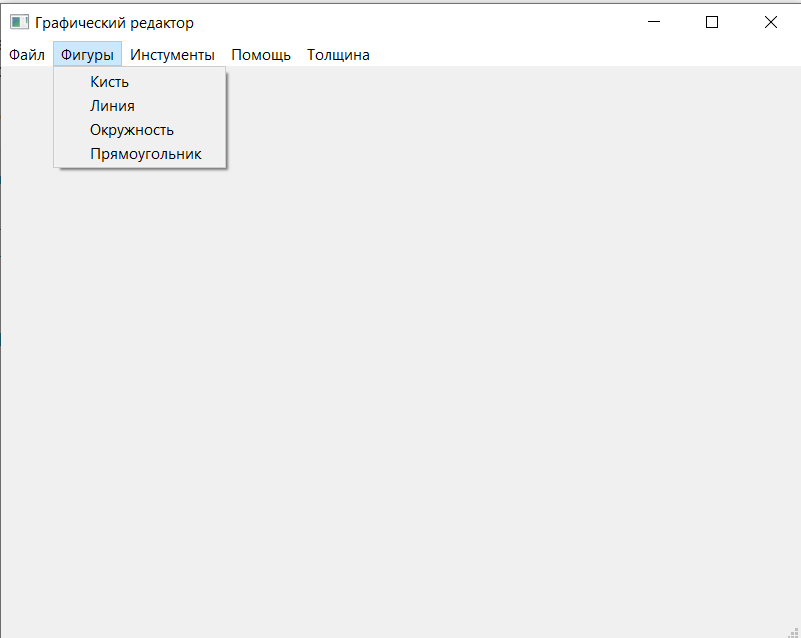 Графический редактор
Файл Фигуры Инстументы Помощь Толщина
Кисть
Линия
Окружность
Прямоугольник